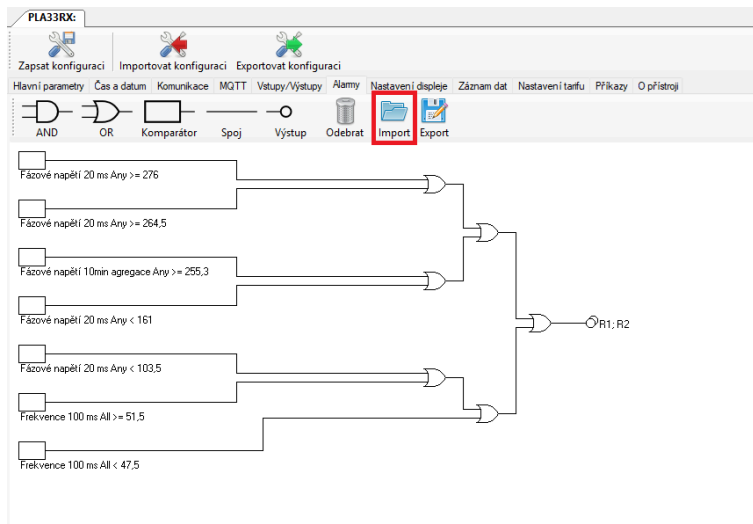 PLA33RX:
Zapsat konfiguraci Importovat konfiguraci Exportovat konfiguraci
Hlavní parametry Čas a datum Komunikace MQTT Vstupy/Výstupy Alarmy Nastavení displeje Záznam dat Nastavení tarifu Příkazy O přístroji
AND OR Komparátor Spoj Výstup Odebrat Import Export
Fázové napětí 20 ms Any >= 276
Fázové napětí 20 ms Any >= 264,5
Fázové napětí 10min agregace Any >= 255,3
Fázové napětí 20 ms Any < 161
R1; R2
Fázové napětí 20 ms Any < 103,5
Frekvence 100 ms All >= 51,5
Frekvence 100 ms All < 47,5